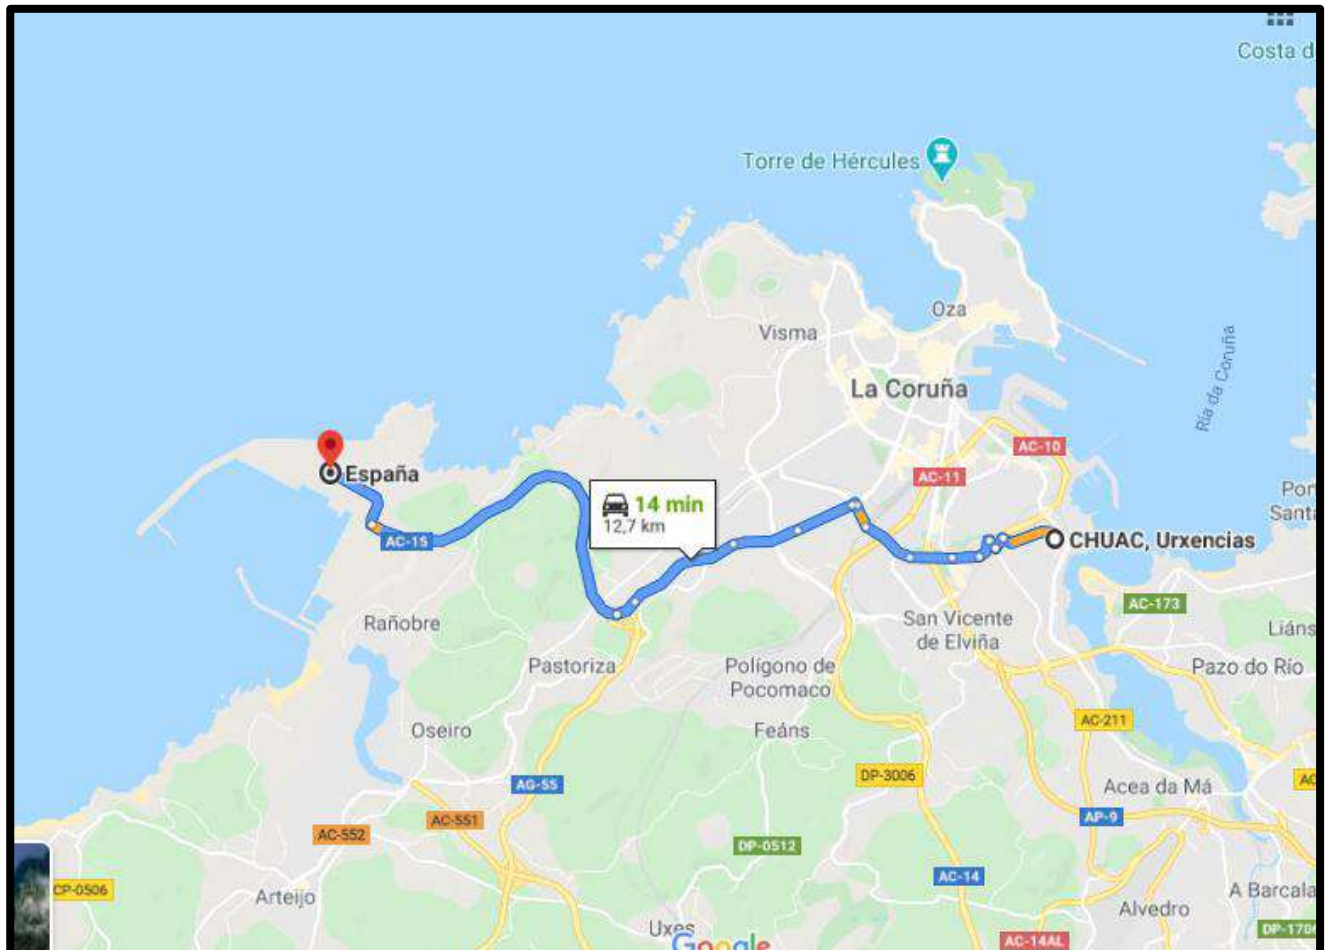 Costa d
Torre de Hércules
Oza
Visma
Ría da Coruña
La Coruña
AC-10
España
AC-11
14 min
12,7 km
Por
Santa
AC-15
CHUAC, Urxencias
AC-173
Rañobre
San Vicente
de Elviña
Liáns
Pastoriza
Polígono de
Pocomaco
Pazo do Río
Oseiro
Feáns
AC-211
DP-3006
AG-55
Acea da Má
AC
AC-551
AP-9
AC-552
DP-0512
CP-0506
AC-14
Arteijo
A Barcala
Alvedro
Uxes
Google
AC-14AL